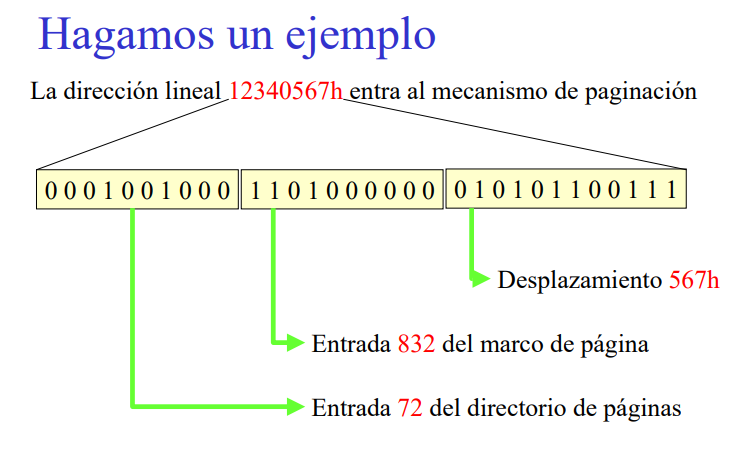 Hagamos un ejemplo
La dirección lineal 12340567h entra al mecanismo de paginación
0 0 0 1 0 0 1 0 0 0 1 1 0 1 0 0 0 0 0 0 0 1 0 1 0 1 1 0 0 1 1 1
Desplazamiento 567h
Entrada 832 del marco de página
Entrada 72 del directorio de páginas